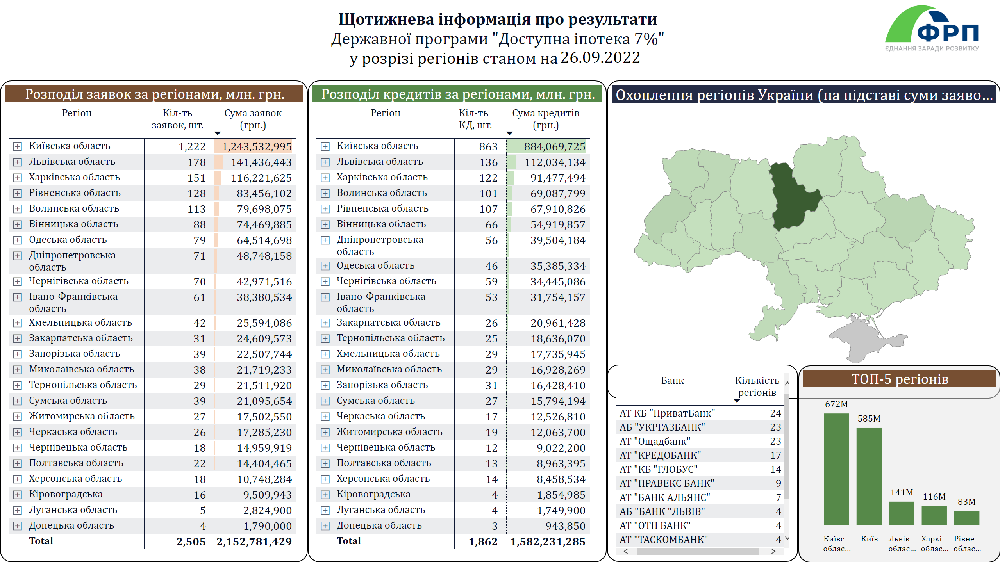 Щотижнева інформація про результати
Державної програми "Доступна іпотека 7%"
у розрізі регіонів станом на 26.09.2022
ФРП
ЄДНАННЯ ЗАРАДИ РОЗВИТКУ
Розподіл заявок за регіонами, млн. грн.
Регіон Кіл-ть заявок, шт. Сума заявок (грн.)
Київська область 1,222 1,243,532,995
Львівська область 178 141,436,443
Харківська область 151 116,221,625
Рівненська область 128 83,456,102
Волинська область 113 79,698,075
Вінницька область 88 74,469,885
Одеська область 79 64,514,698
Дніпропетровська область 71 48,748,158
Чернігівська область 70 42,971,516
Івано-Франківська область 61 38,380,534
Хмельницька область 42 25,594,086
Закарпатська область 31 24,609,573
Запорізька область 39 22,507,744
Миколаївська область 38 21,719,233
Тернопільська область 29 21,511,920
Сумська область 39 21,095,654
Житомирська область 27 17,502,550
Черкаська область 26 17,285,230
Чернівецька область 18 14,959,919
Полтавська область 22 14,404,465
Херсонська область 18 10,748,284
Кіровоградська 16 9,509,943
Луганська область 5 2,824,900
Донецька область 4 1,790,000
Total 2,505 2,152,781,429
Розподіл кредитів за регіонами, млн. грн.
Регіон Кіл-ть КД, шт. Сума кредитів (грн.)
Київська область 863 884,069,725
Львівська область 136 112,034,134
Харківська область 122 91,477,494
Волинська область 101 69,087,799
Рівненська область 107 67,910,826
Вінницька область 66 54,919,857
Дніпропетровська область 56 39,504,184
Одеська область 46 35,385,334
Чернігівська область 59 34,445,086
Івано-Франківська область 53 31,754,157
Закарпатська область 26 20,961,428
Тернопільська область 25 18,636,070
Хмельницька область 29 17,735,945
Миколаївська область 29 16,928,269
Запорізька область 31 16,428,410
Сумська область 27 15,794,194
Черкаська область 17 12,526,810
Житомирська область 19 12,063,700
Чернівецька область 12 9,022,200
Полтавська область 13 8,963,395
Херсонська область 14 8,458,534
Кіровоградська 4 1,854,985
Луганська область 4 1,749,900
Донецька область 3 943,850
Total 1,862 1,582,231,285
Охоплення регіонів України (на підставі суми заяво...
Банк Кількість регіонів
АТ КБ "ПриватБанк" 24
АБ "УКРГАЗБАНК" 23
АТ "Ощадбанк" 23
АТ "КРЕДОБАНК" 17
АТ "КБ "ГЛОБУС" 14
АТ "ПРАВЕКС БАНК" 9
АТ "БАНК АЛЬЯНС" 7
АБ "БАНК "ЛЬВІВ" 4
АТ "ОТП БАНК" 4
АТ "ТАСКОМБАНК" 4
ТОП-5 регіонів
672M 585M 141M 116M 83M
Київс... Київ Львів... Харкі... Рівне...
облас... облас... облас... облас...